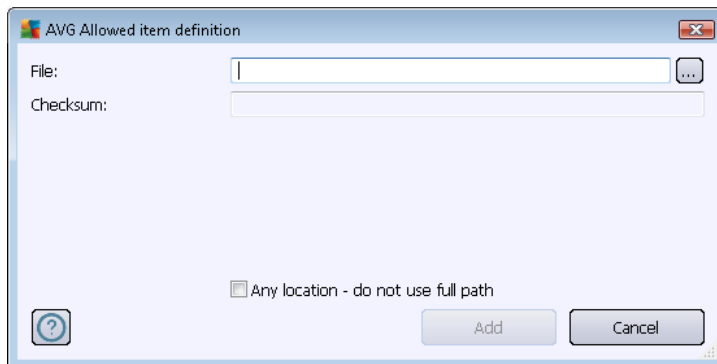 AVG Allowed item definition
File:
...
Checksum:
Any location - do not use full path
?
Add
Cancel